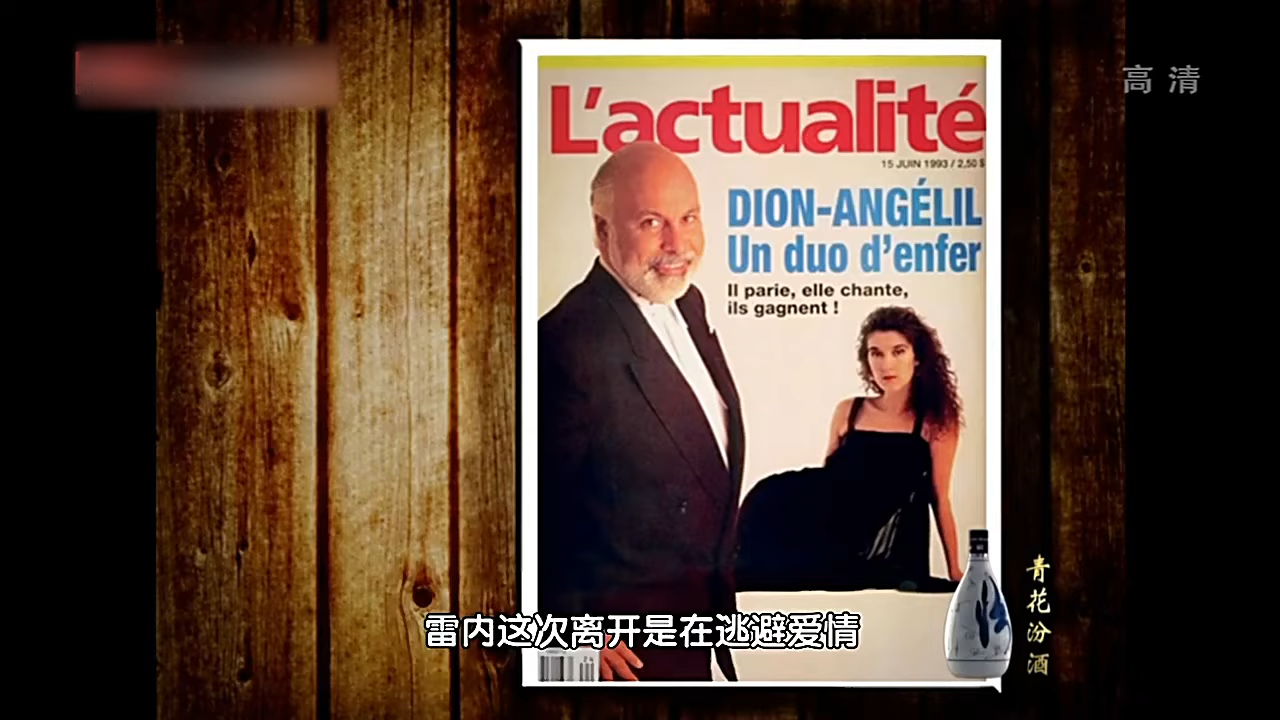 高清
L'actualité
15 JUIN 1993 / 2,50 $
DION-ANGÉLIL
Un duo d'enfer
Il parie, elle chante,
ils gagnent !
雷内这次离开是在逃避爱情
青花汾酒